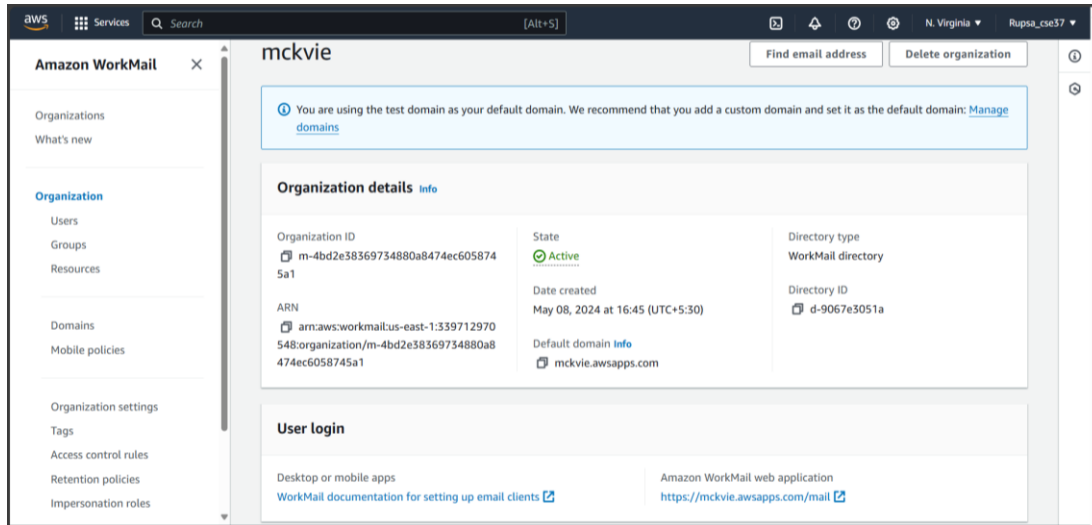 aws Services Search [Alt+S] N. Virginia Rupsa_cse37
Amazon WorkMail
Organizations
What's new
Organization
Users
Groups
Resources
Domains
Mobile policies
Organization settings
Tags
Access control rules
Retention policies
Impersonation roles
mckvie
Find email address
Delete organization
You are using the test domain as your default domain. We recommend that you add a custom domain and set it as the default domain: Manage
domains
Organization details Info
Organization ID
m-4bd2e38369734880a8474ec605874
5a1
ARN
arn:aws:workmail:us-east-1:339712970
548:organization/m-4bd2e38369734880a8
474ec6058745a1
State
Active
Date created
May 08, 2024 at 16:45 (UTC+5:30)
Default domain Info
mckvie.awsapps.com
Directory type
WorkMail directory
Directory ID
d-9067e3051a
User login
Desktop or mobile apps
WorkMail documentation for setting up email clients
Amazon WorkMail web application
https://mckvie.awsapps.com/mail